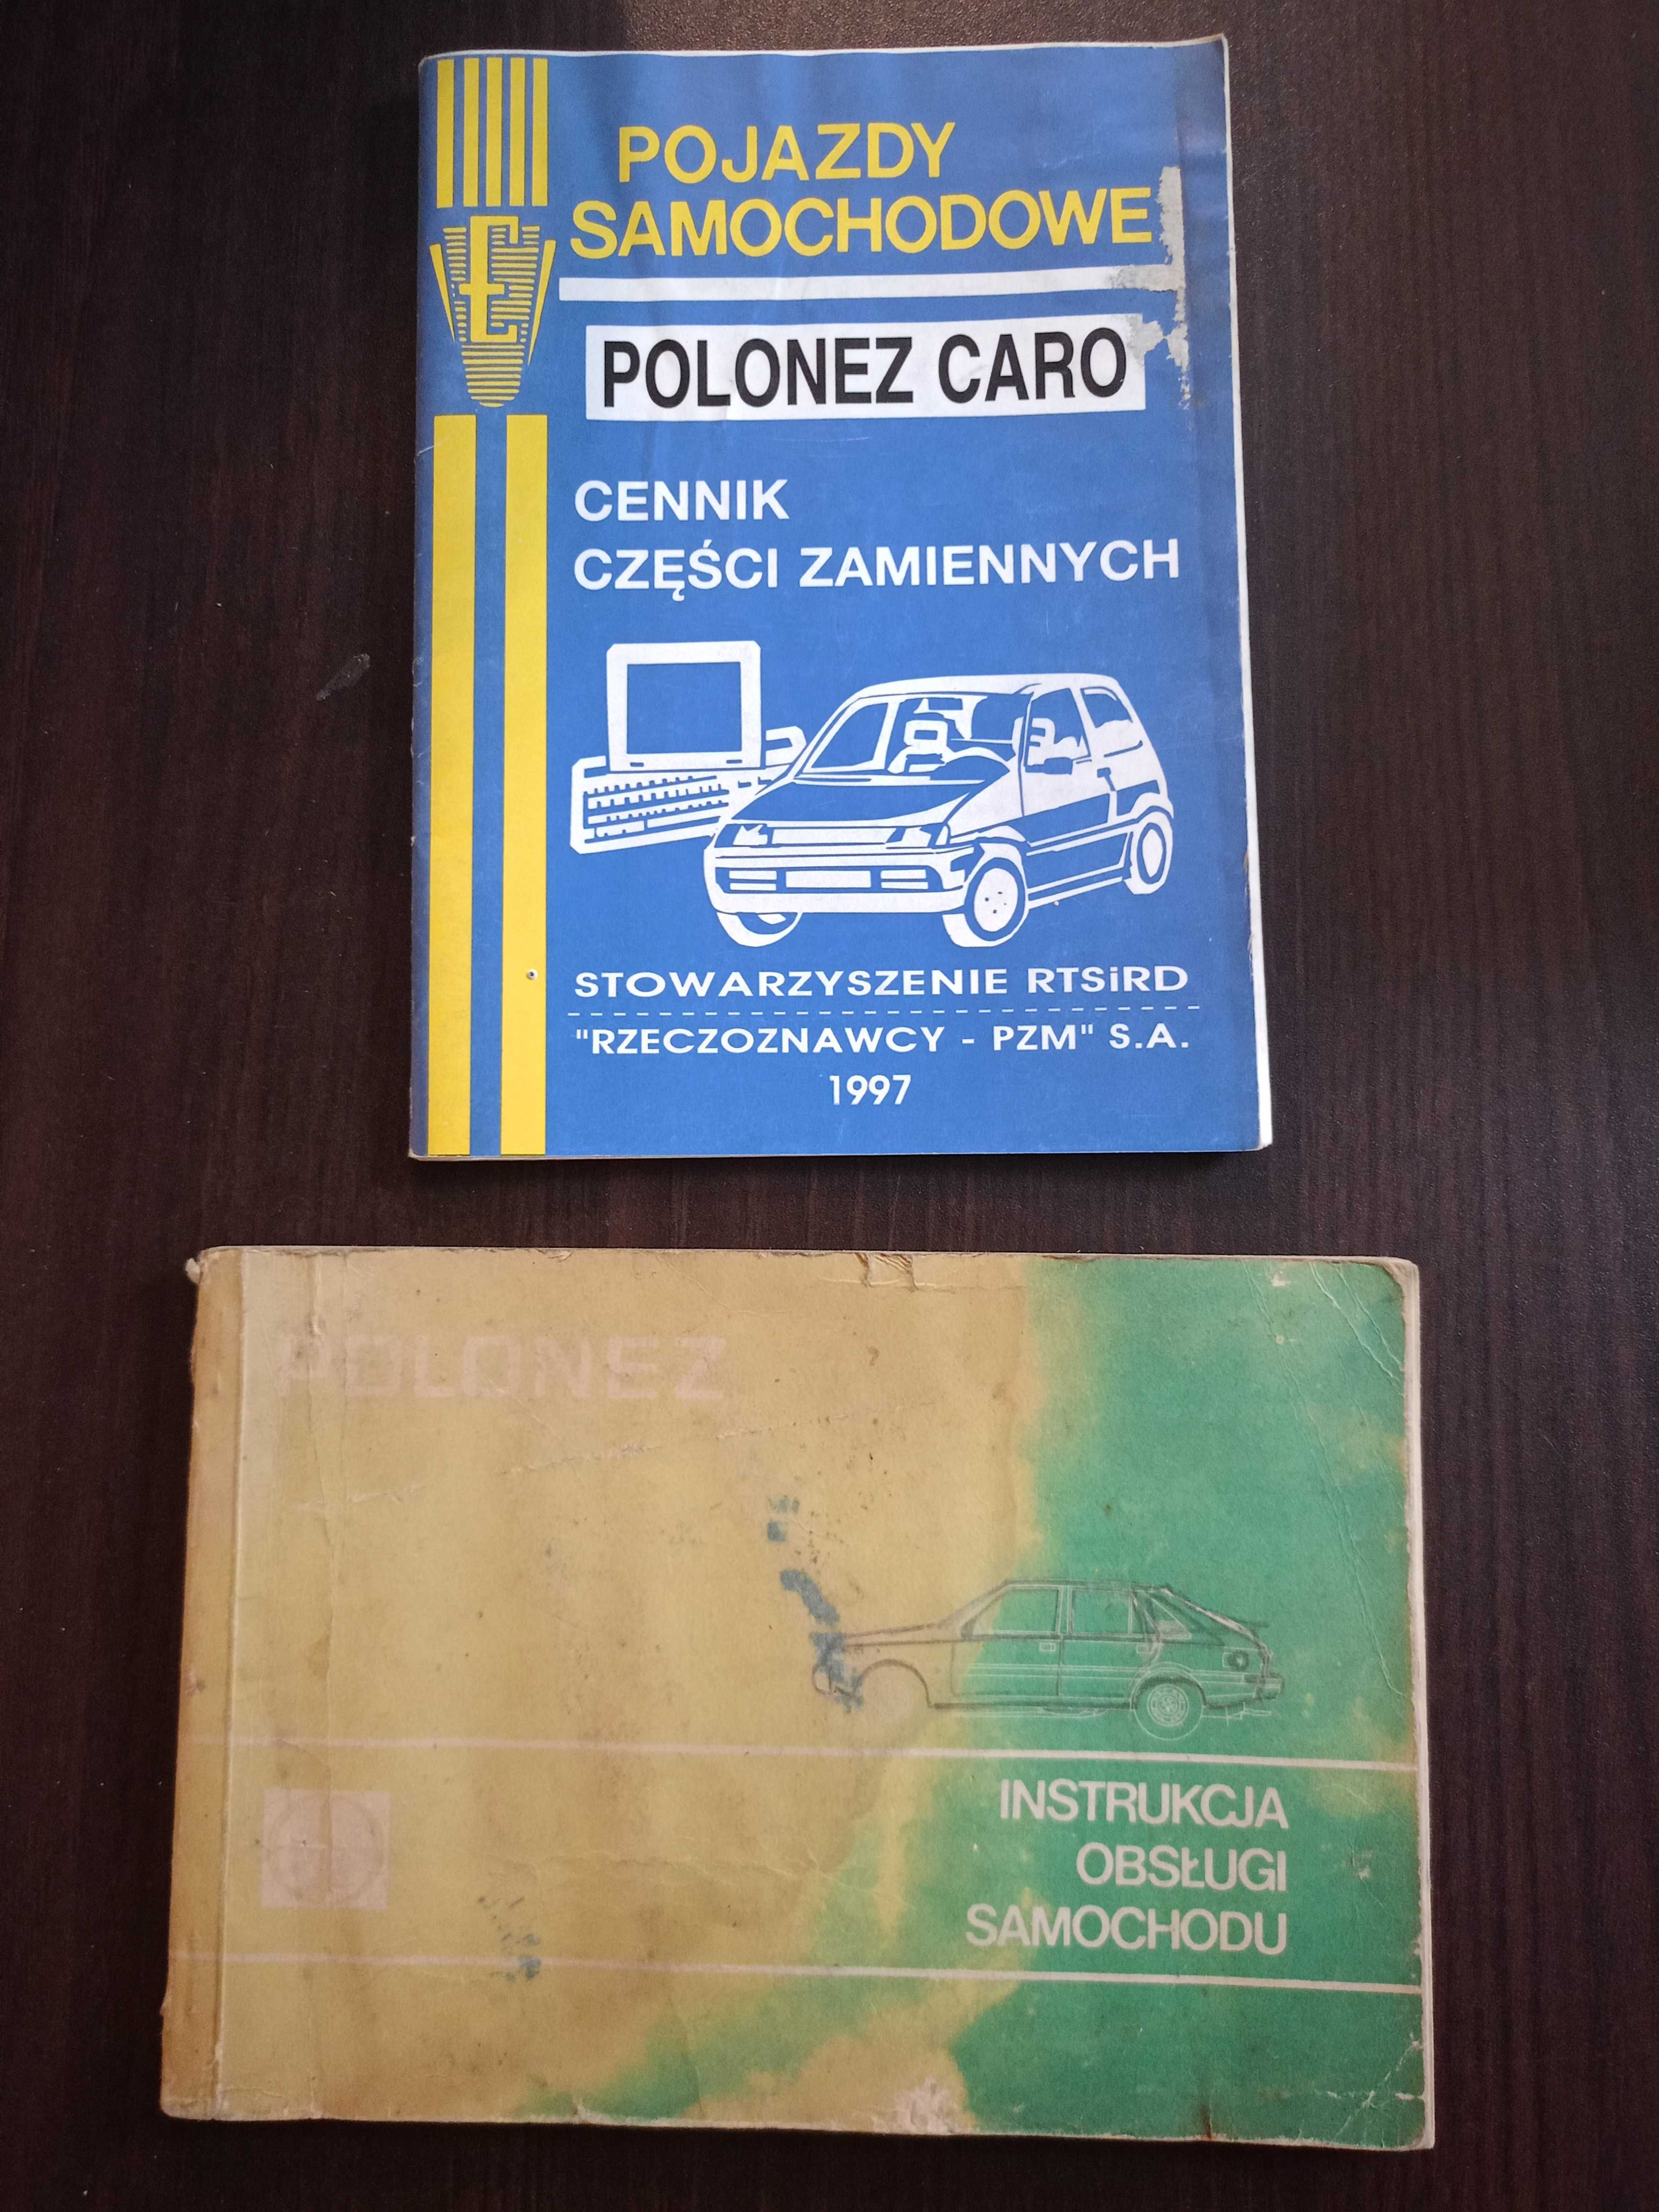 POJAZDY
SAMOCHODOWE
E
POLONEZ CARO
CENNIK
CZĘŚCI ZAMIENNYCH
STOWARZYSZENIE RTSiRD
"RZECZOZNAWCY - PZM" S.A.
1997
POLONEZ
INSTRUKCJA
OBSŁUGI
SAMOCHODU